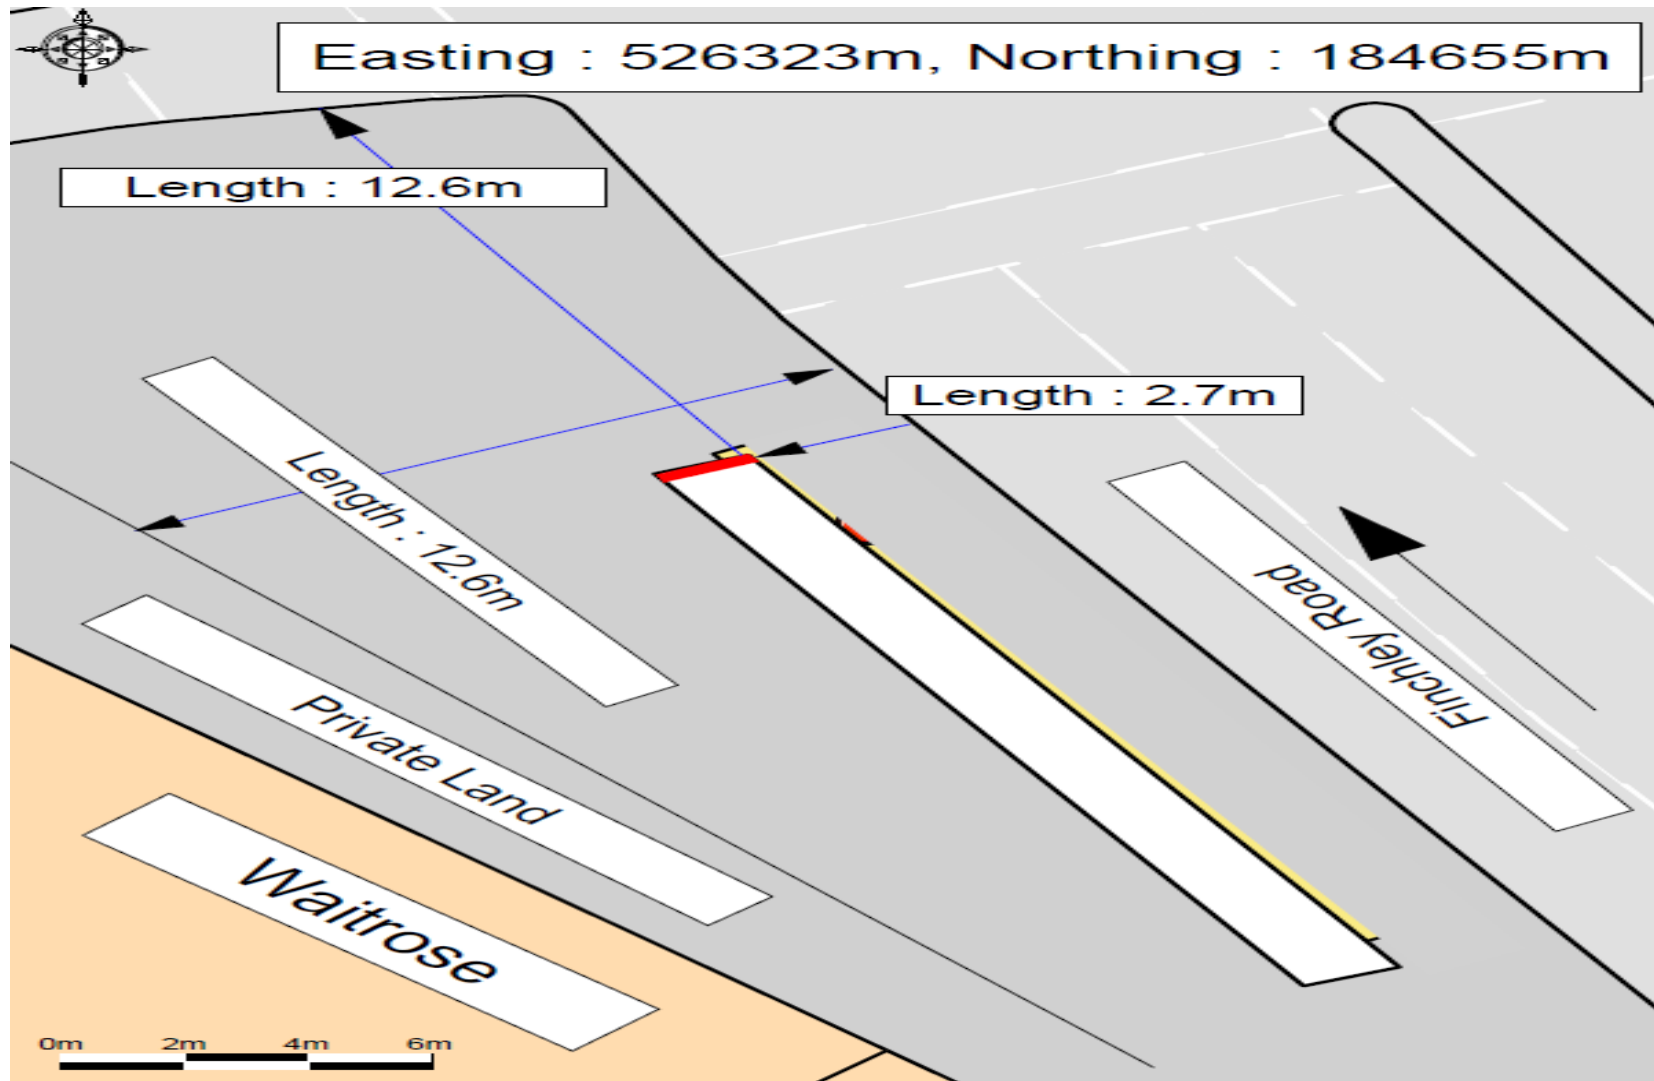 Easting : 526323m, Northing : 184655m
Length : 12.6m
Length : 2.7m
Length : 12.6m
Finchley Road
Private Land
Waitrose
0m 2m 4m 6m